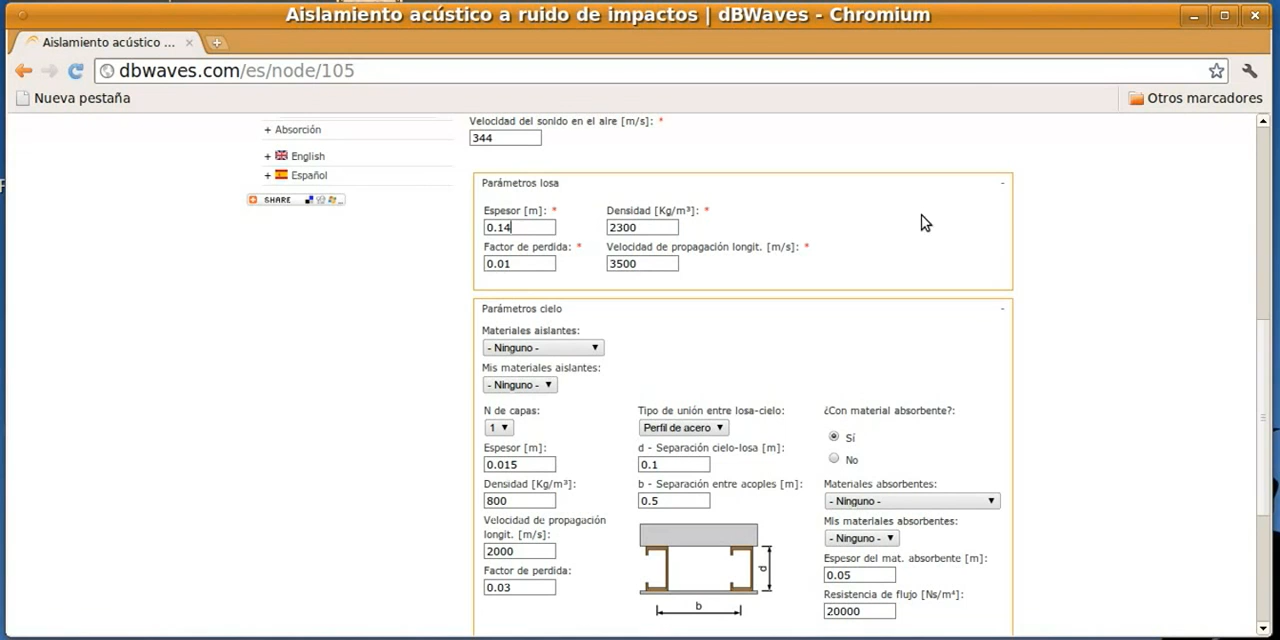 Aislamiento acústico a ruido de impactos | dBWaves - Chromium
Aislamiento acústico ...
dbwaves.com/es/node/105
Nueva pestaña
Otros marcadores
+ Absorción
+ English
+ Español
SHARE
Velocidad del sonido en el aire [m/s]: *
344
Parámetros losa -
Espesor [m]: * Densidad [Kg/m³]: *
0.14 2300
Factor de perdida: * Velocidad de propagación longit. [m/s]: *
0.01 3500
Parámetros cielo -
Materiales aislantes:
- Ninguno -
Mis materiales aislantes:
- Ninguno -
N de capas:
1
Espesor [m]:
0.015
Densidad [Kg/m³]:
800
Velocidad de propagación
longit. [m/s]:
2000
Factor de perdida:
0.03
Tipo de unión entre losa-cielo:
Perfil de acero
d - Separación cielo-losa [m]:
0.1
b - Separación entre acoples [m]:
0.5
d
b
¿Con material absorbente?:
Sí
No
Materiales absorbentes:
- Ninguno -
Mis materiales absorbentes:
- Ninguno -
Espesor del mat. absorbente [m]:
0.05
Resistencia de flujo [Ns/m⁴]:
20000